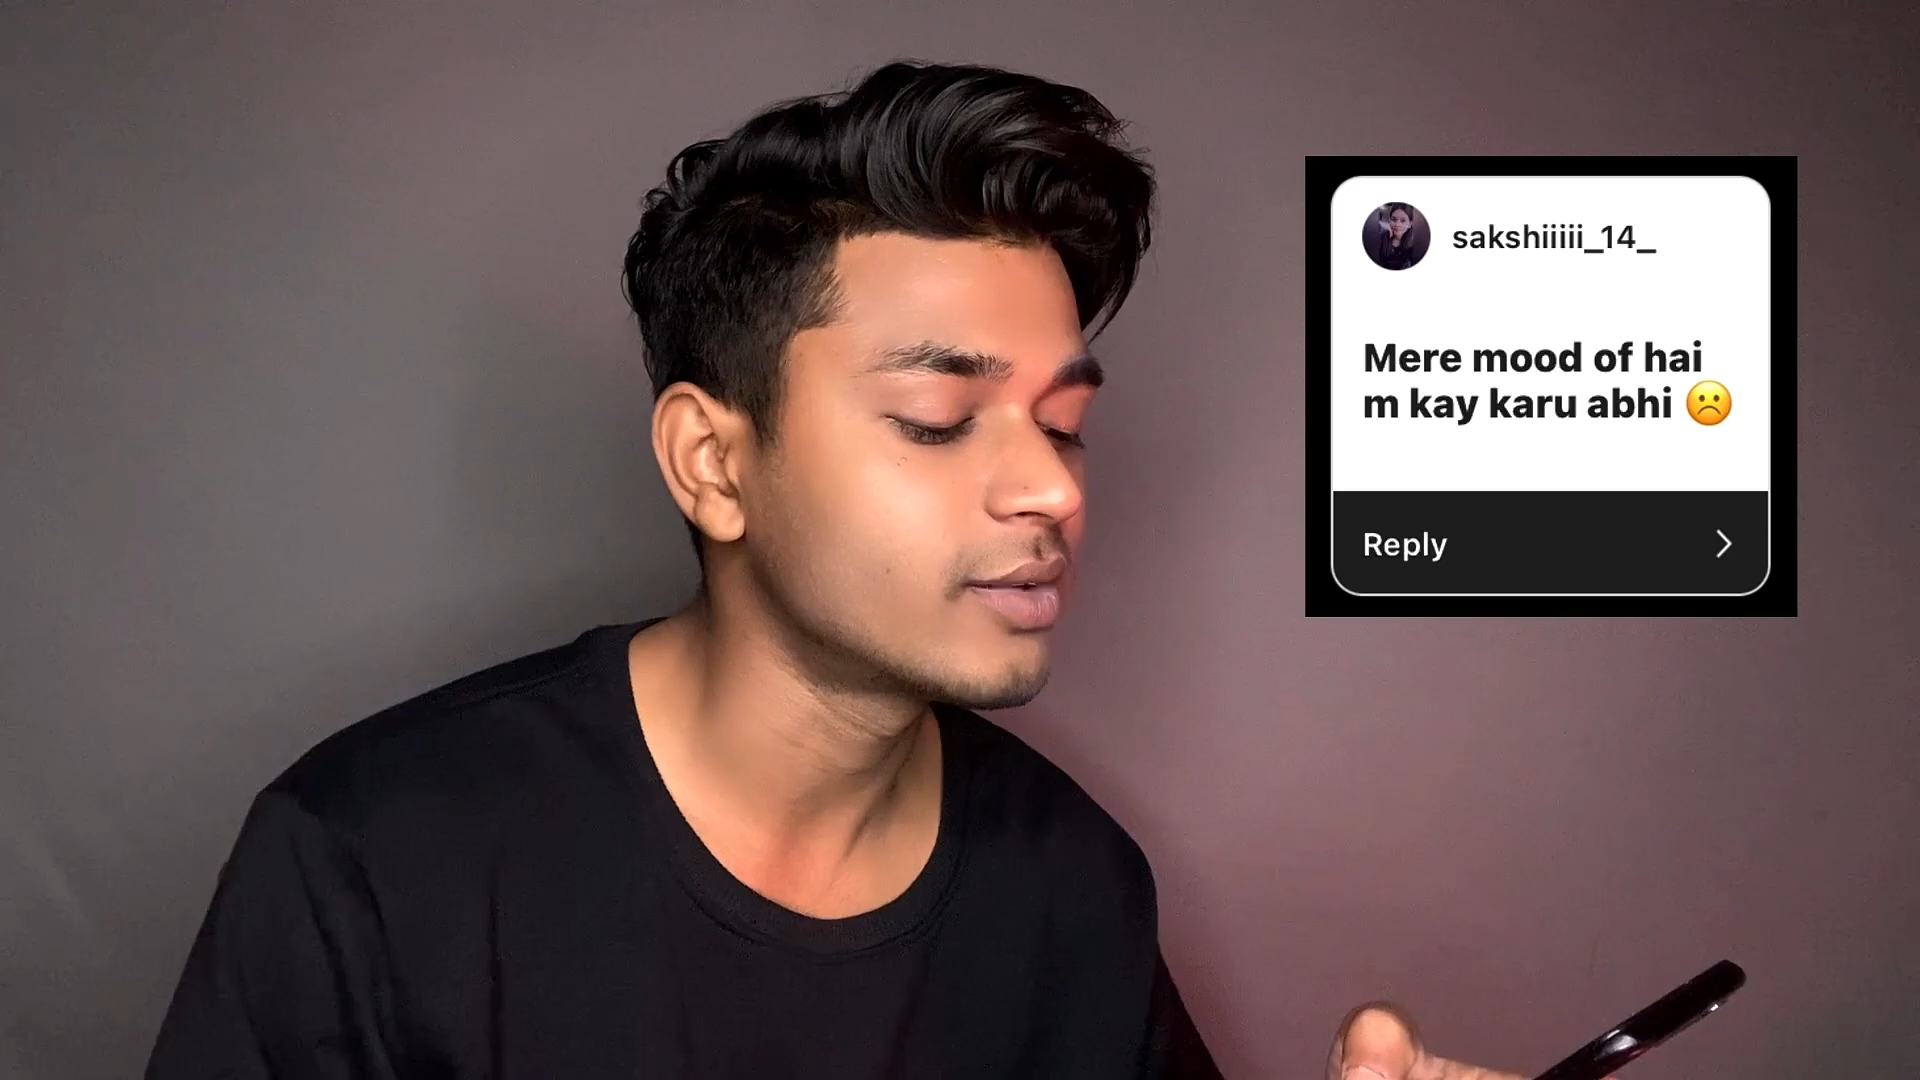 sakshiiiii_14_
Mere mood of hai
m kay karu abhi ☹️
Reply